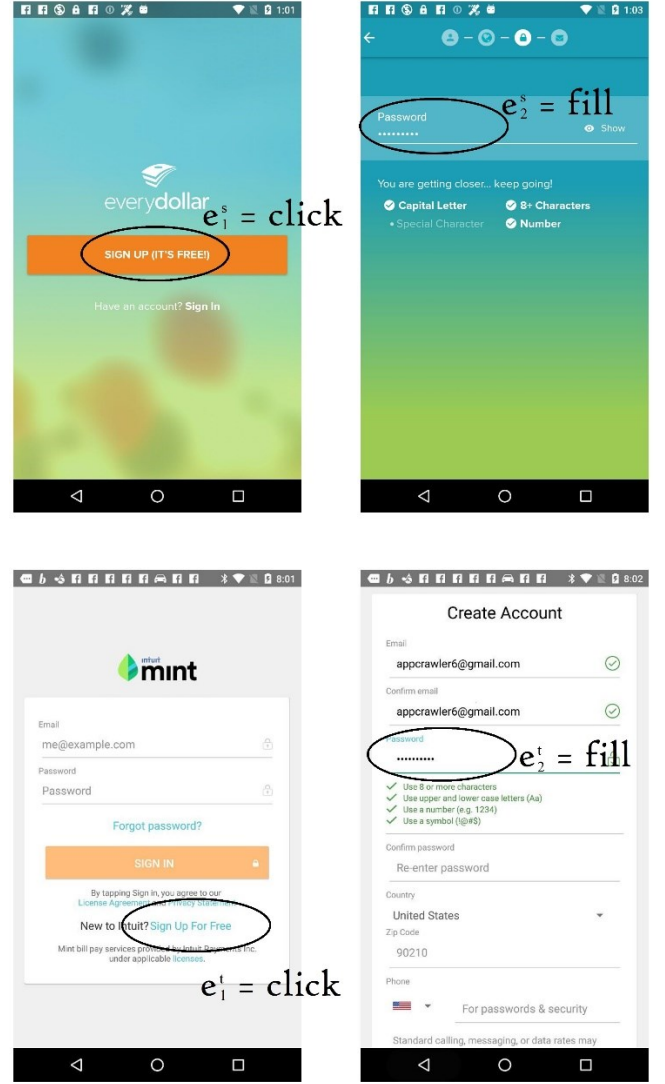 1:01
everydollar
e₁ˢ = click
SIGN UP (IT'S FREE!)
Have an account? Sign In
1:03
Password
•••••••••
Show
e₂ˢ = fill
You are getting closer... keep going!
Capital Letter
8+ Characters
• Special Character
Number
8:01
intuit
mint
Email
me@example.com
Password
Password
Forgot password?
SIGN IN
By tapping Sign in, you agree to our
License Agreement and Privacy Statement.
New to Intuit? Sign Up For Free
Mint bill pay services provided by Intuit Payments Inc.
under applicable licenses.
e₁ᵗ = click
8:02
Create Account
Email
appcrawler6@gmail.com
Confirm email
appcrawler6@gmail.com
Password
••••••••••
e₂ᵗ = fill
Use 8 or more characters
Use upper and lower case letters (Aa)
Use a number (e.g. 1234)
Use a symbol (!@#$)
Confirm password
Re-enter password
Country
United States
Zip Code
90210
Phone
For passwords & security
Standard calling, messaging, or data rates may